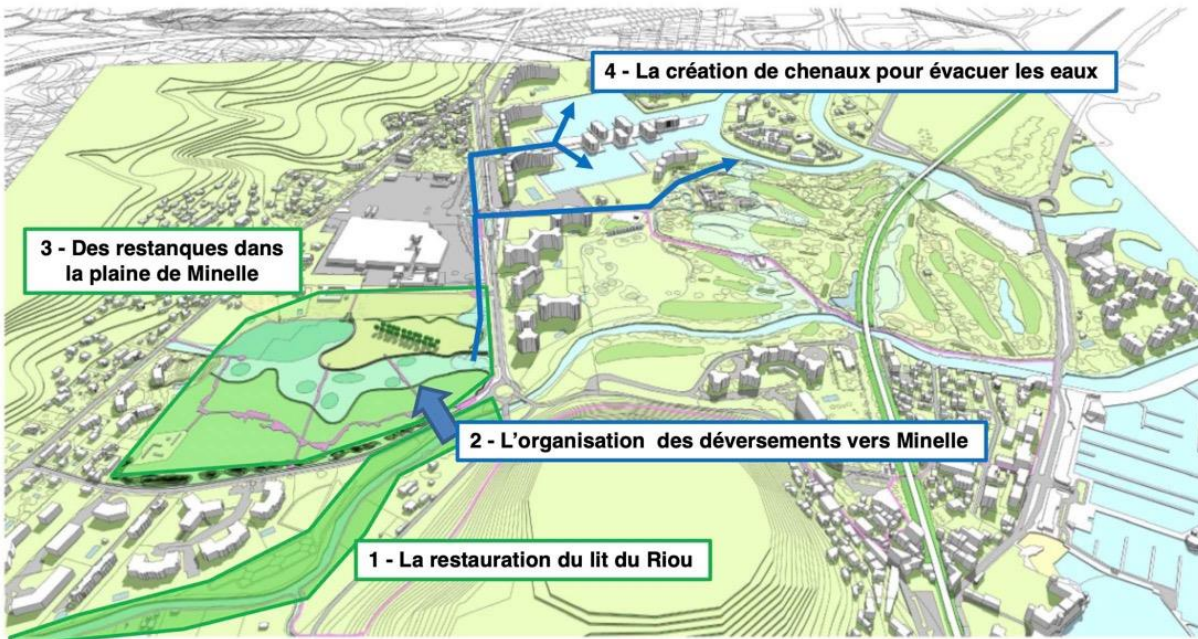 4 - La création de chenaux pour évacuer les eaux
3 - Des restanques dans
la plaine de Minelle
2 - L'organisation des déversements vers Minelle
1 - La restauration du lit du Riou